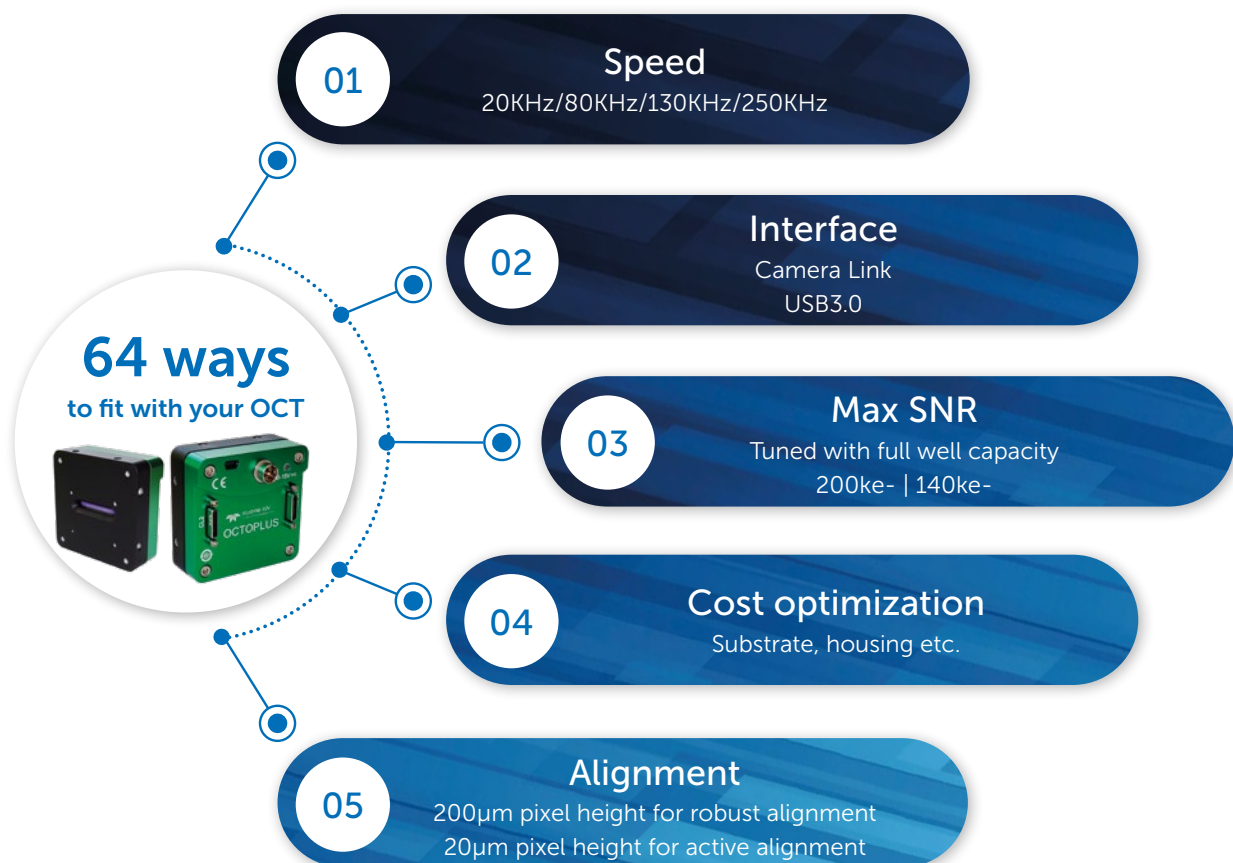 01
Speed
20KHz/80KHz/130KHz/250KHz
02
Interface
Camera Link
USB3.0
64 ways
to fit with your OCT
CE
OCTOPLUS
03
Max SNR
Tuned with full well capacity
200ke- | 140ke-
04
Cost optimization
Substrate, housing etc.
05
Alignment
200µm pixel height for robust alignment
20µm pixel height for active alignment